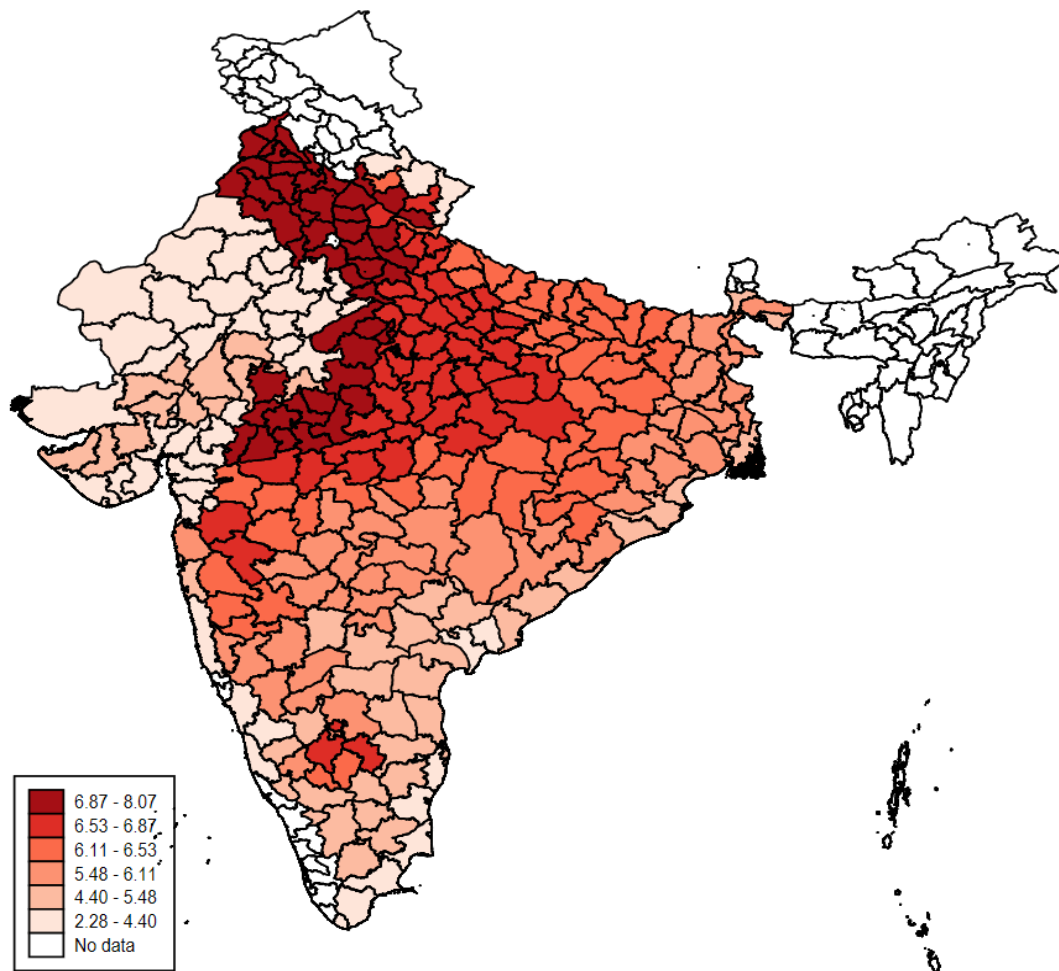 6.87 - 8.07
6.53 - 6.87
6.11 - 6.53
5.48 - 6.11
4.40 - 5.48
2.28 - 4.40
No data